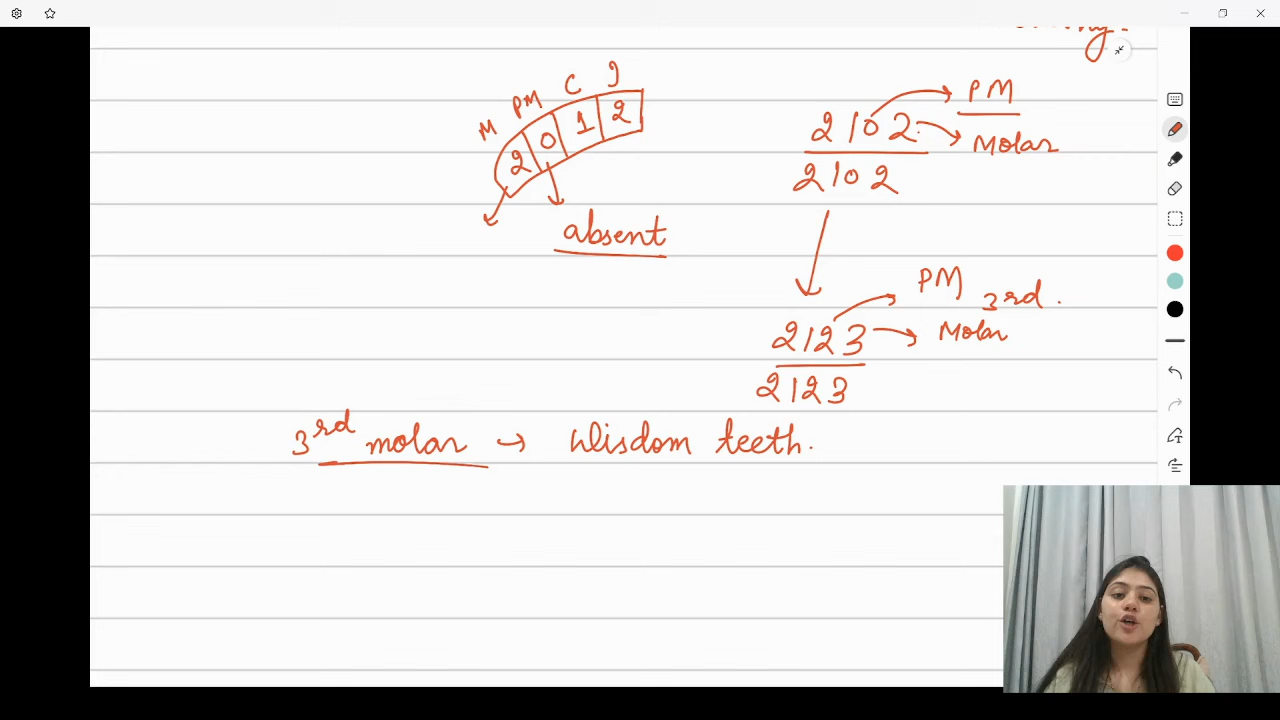 M PM C I
2 0 1 2
absent
2102
2102
PM
Molar
2123
2123
PM
3rd.
Molar
3rd molar → Wisdom teeth.